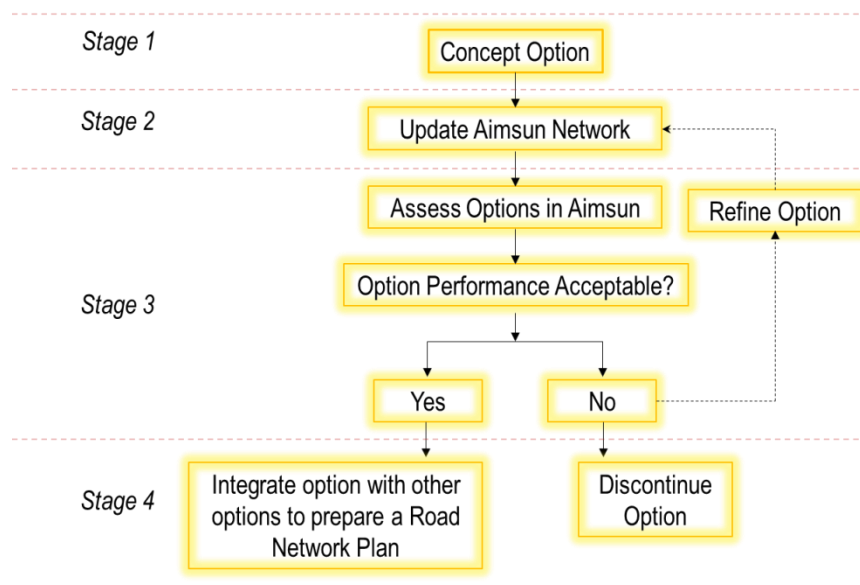 Stage 1
Concept Option
Stage 2
Update Aimsun Network
Assess Options in Aimsun
Refine Option
Option Performance Acceptable?
Stage 3
Yes
No
Stage 4
Integrate option with other
options to prepare a Road
Network Plan
Discontinue
Option